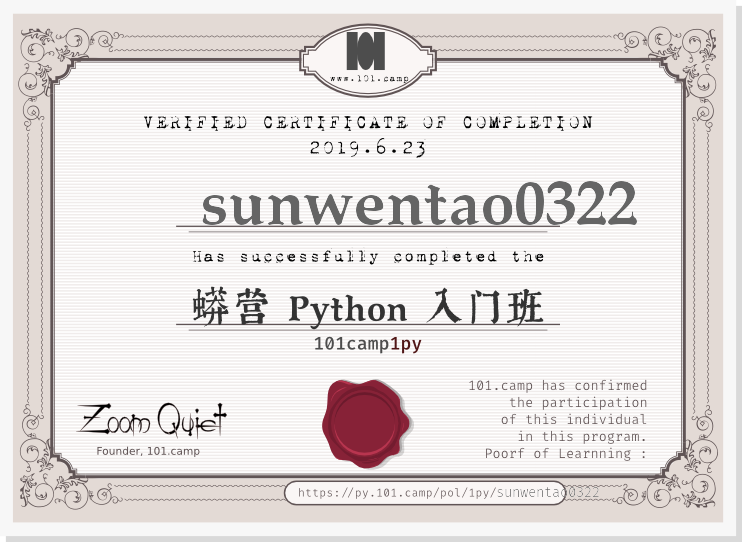 101
www.101.camp
VERIFIED CERTIFICATE OF COMPLETION
2019.6.23
sunwentao0322
Has successfully completed the
蟒营 Python 入门班
101camp1py
101.camp has confirmed
the participation
of this individual
in this program.
Poorf of Learnning :
Zoom Quiet
Founder, 101.camp
https://py.101.camp/pol/1py/sunwentao0322